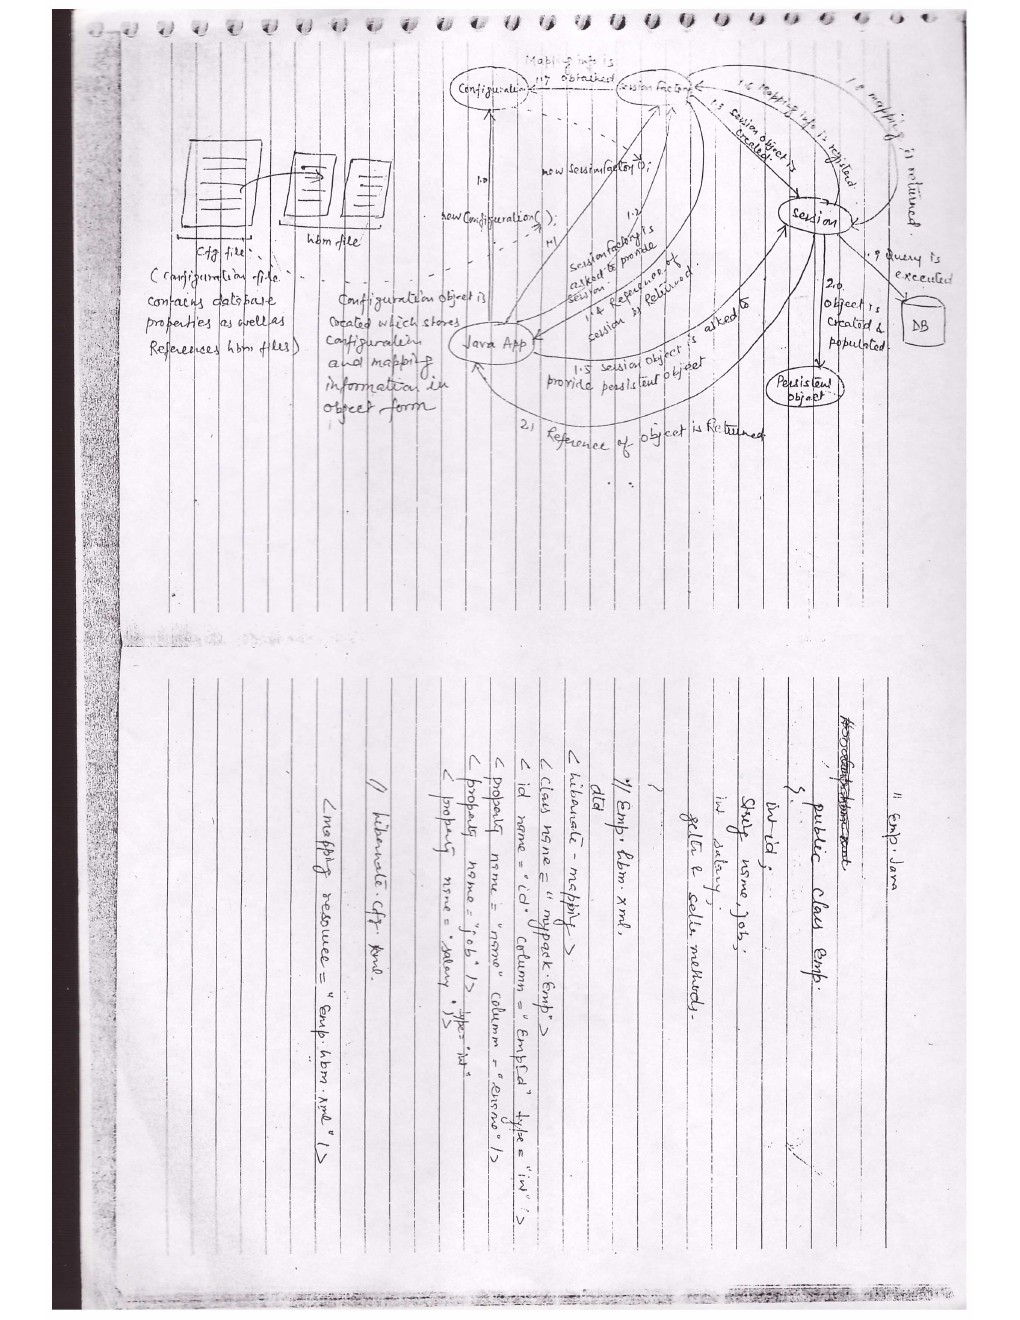 Mapping info is
1.7 obtained
Configuration
Session Factory
1.6 Mapping info is registered
1.8 mapping is returned
1.3 session object is
created.
new SessionFactory();
1.0
new Configuration();
1.1
1.2
Session Factory is
asked to provide
session
1.4 Reference of
session is Returned.
Session
.9 Query is
executed
DB
2.0
object is
created &
populated.
Persistent
object
Java App
1.5 session object is asked to
provide persistent object
2.1 Reference of object is Returned
Cfg file
hbm file
(Configuration file
contains database
properties as well as
References hbm files)
Configuration object is
created which stores
configuration
and mapping
information in
object form
// Emp.Java
public class Emp.
{.
int id;
String name, job;
int salary;
getter & setter methods.
}
// Emp.hbm.xml,
dtd
<hibernate-mapping>
<class name="mypack.Emp">
<id name="id" column="EmpId" type="int" />
<property name="name" column="ename"/>
<property name="job"/> type="int"
<property name="salary"/>
// hibernate.cfg.xml.
<mapping resource="Emp.hbm.xml"/>